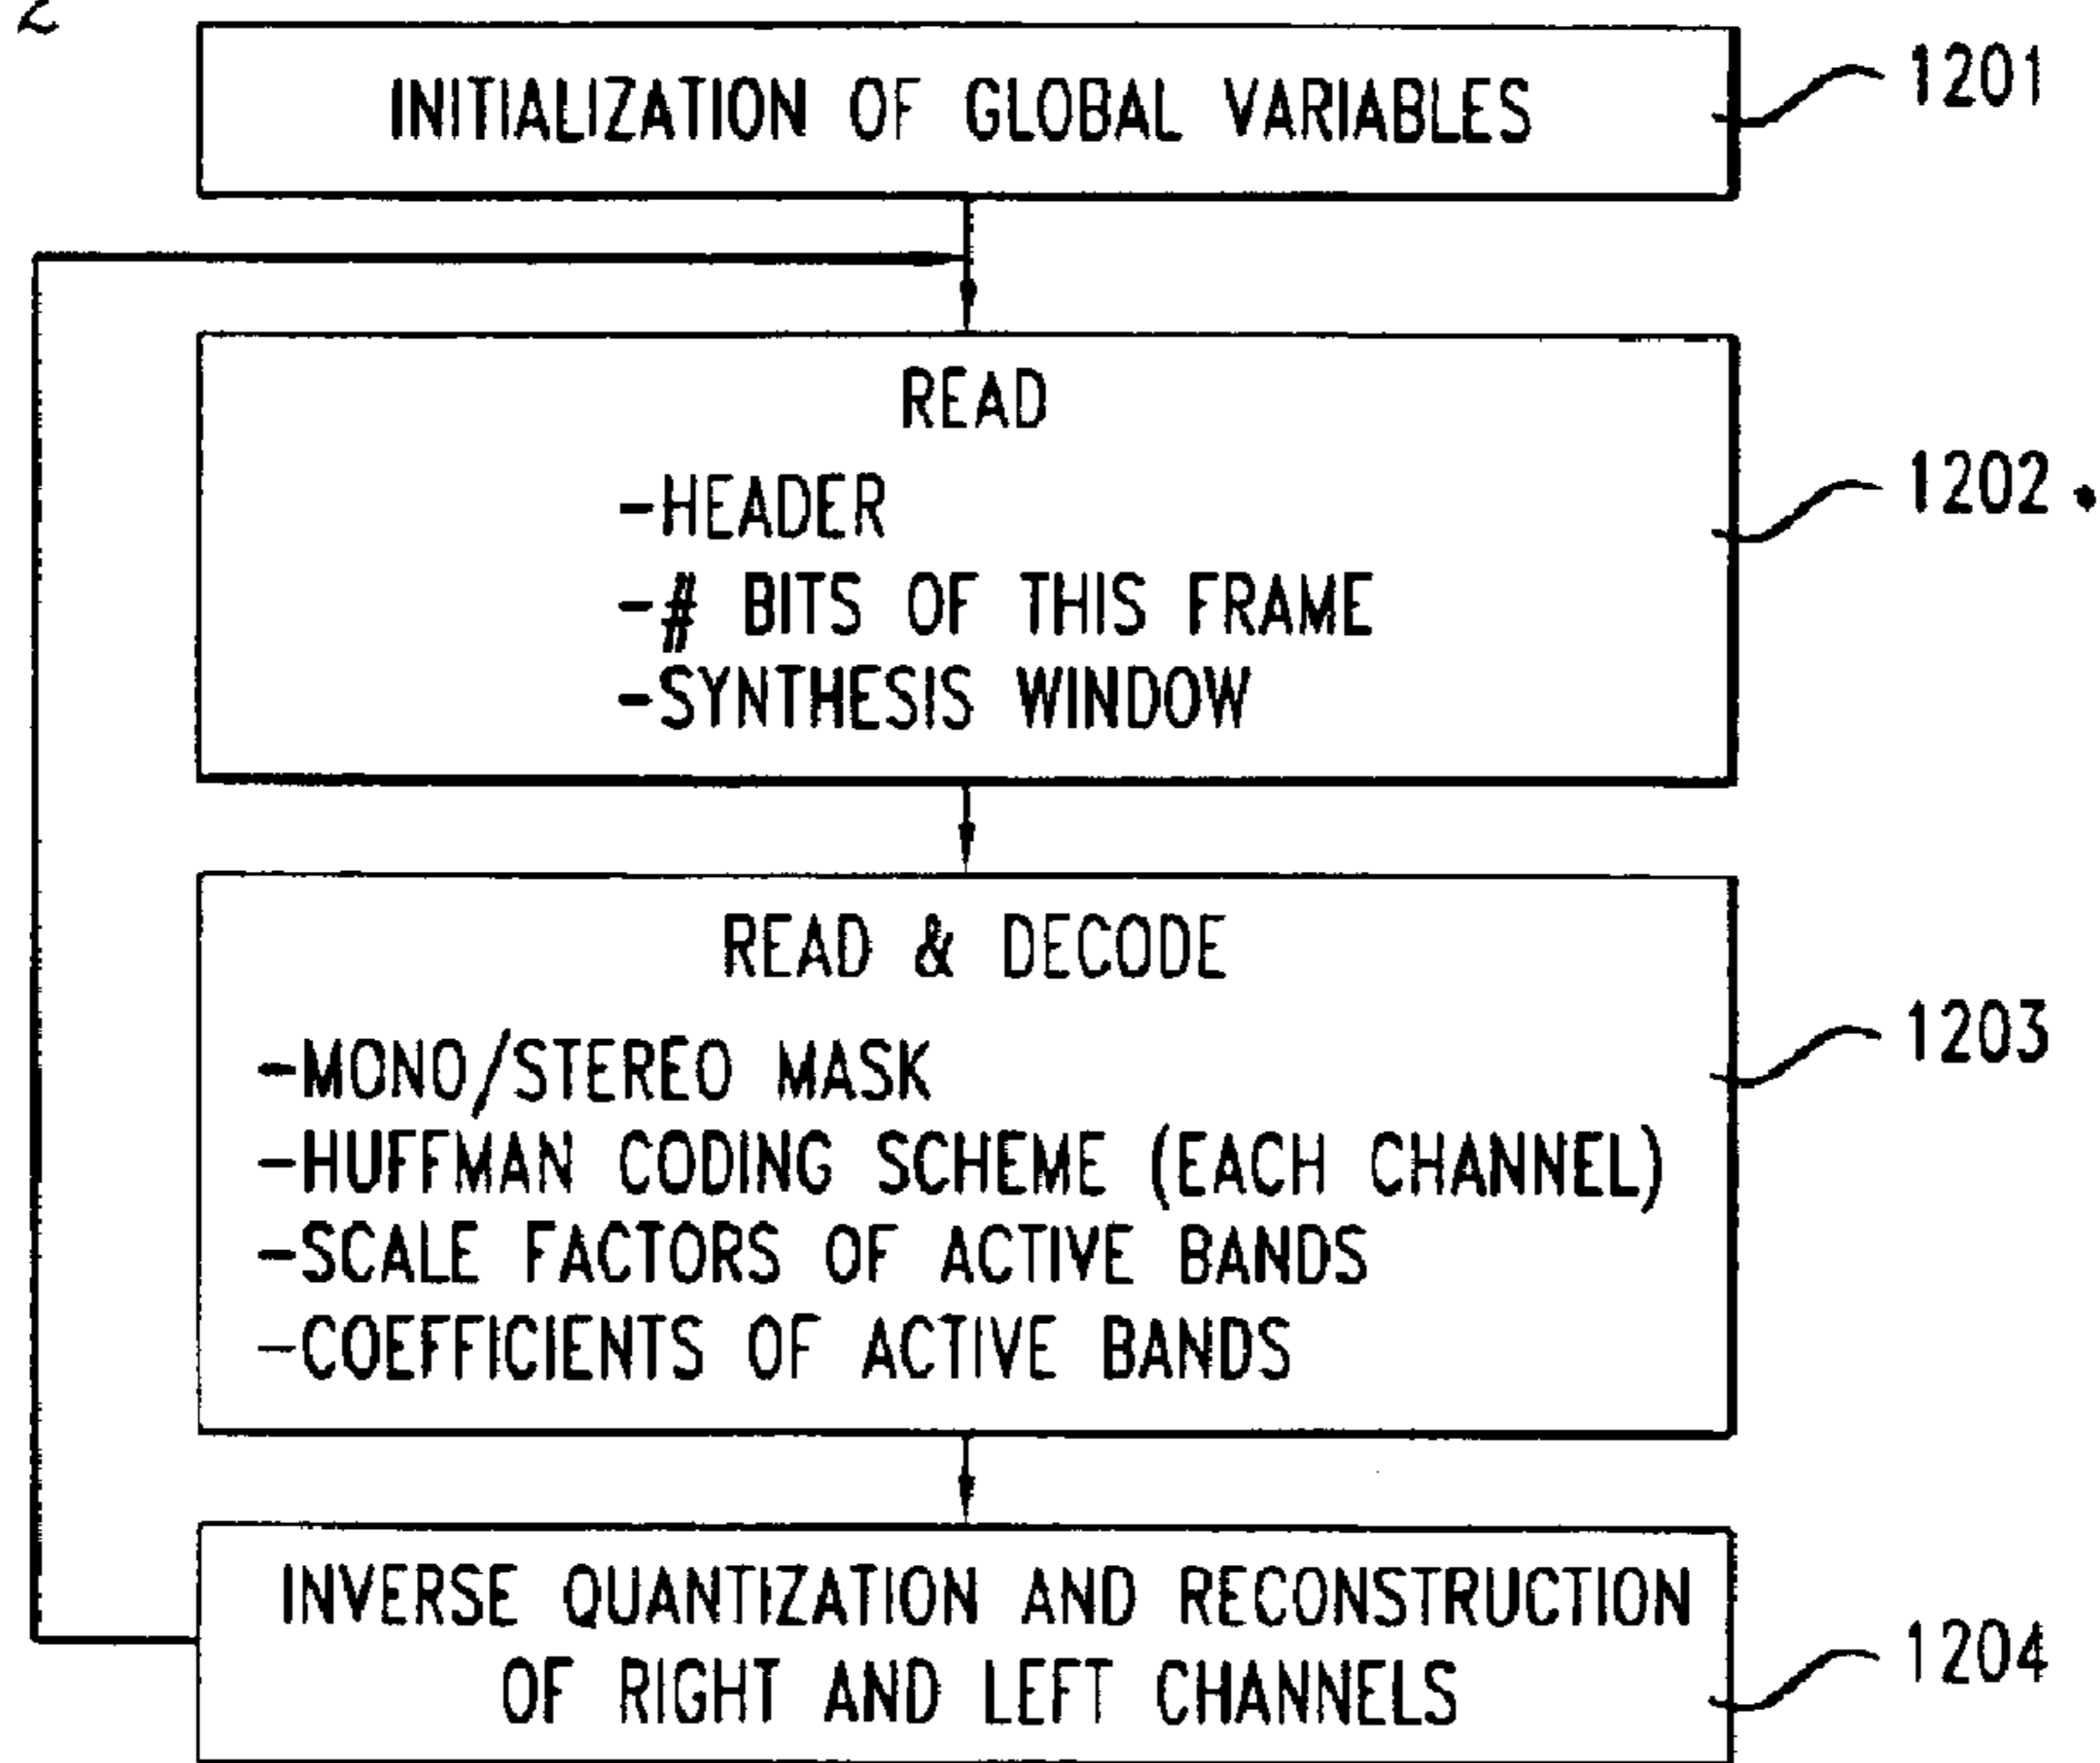 INITIALIZATION OF GLOBAL VARIABLES
1201
READ
-HEADER
-# BITS OF THIS FRAME
-SYNTHESIS WINDOW
1202
READ & DECODE
-MONO/STEREO MASK
-HUFFMAN CODING SCHEME (EACH CHANNEL)
-SCALE FACTORS OF ACTIVE BANDS
-COEFFICIENTS OF ACTIVE BANDS
1203
INVERSE QUANTIZATION AND RECONSTRUCTION
OF RIGHT AND LEFT CHANNELS
1204